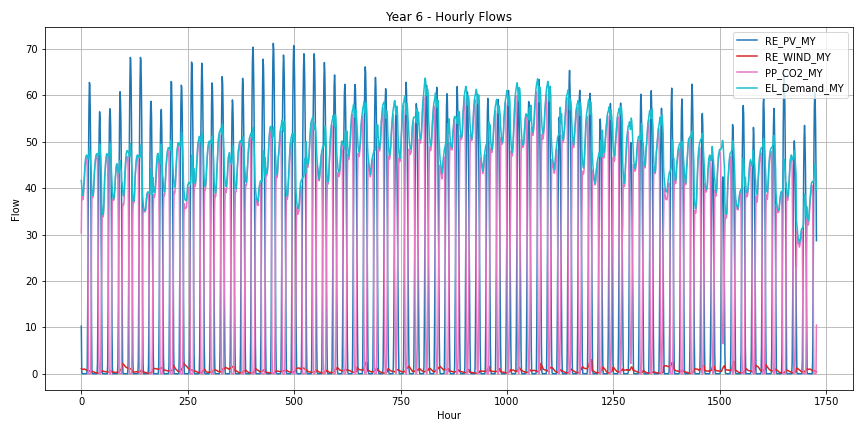 Year 6 - Hourly Flows
RE_PV_MY
RE_WIND_MY
PP_CO2_MY
EL_Demand_MY
Flow
70
60
50
40
30
20
10
0
0
250
500
750
1000
1250
1500
1750
Hour